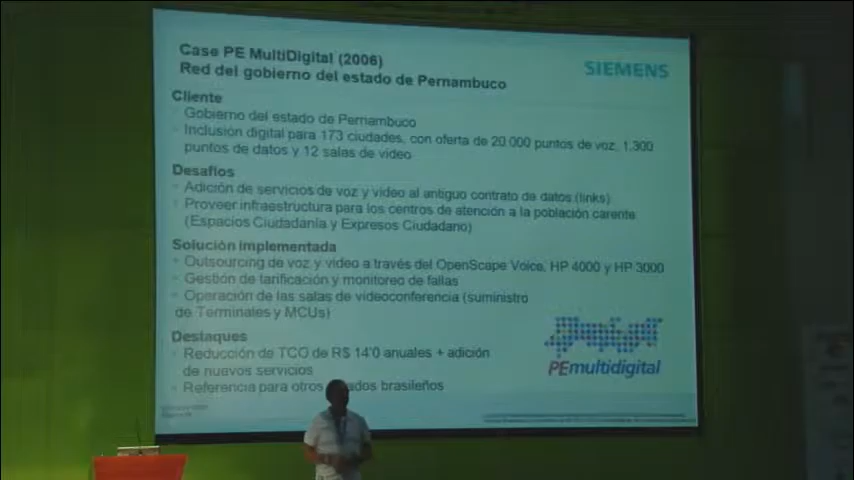 Case PE MultiDigital (2006)
Red del gobierno del estado de Pernambuco
SIEMENS
Cliente
Gobierno del estado de Pernambuco
Inclusión digital para 173 ciudades, con oferta de 20 000 puntos de voz, 1.300
puntos de datos y 12 salas de video
Desafios
Adición de servicios de voz y video al antiguo contrato de datos (links)
Proveer infraestructura para los centros de atención a la población carente
(Espacios Ciudadanía y Expresos Ciudadano)
Solución implementada
Outsourcing de voz y video a través del OpenScape Voice, HP 4000 y HP 3000
Gestión de tarificación y monitoreo de fallas
Operación de las salas de videoconferencia (suministro
de Terminales y MCUs)
Destaques
Reducción de TCO de R$ 14'0 anuales + adición
de nuevos servicios
Referencia para otros ados brasileños
PEmultidigital